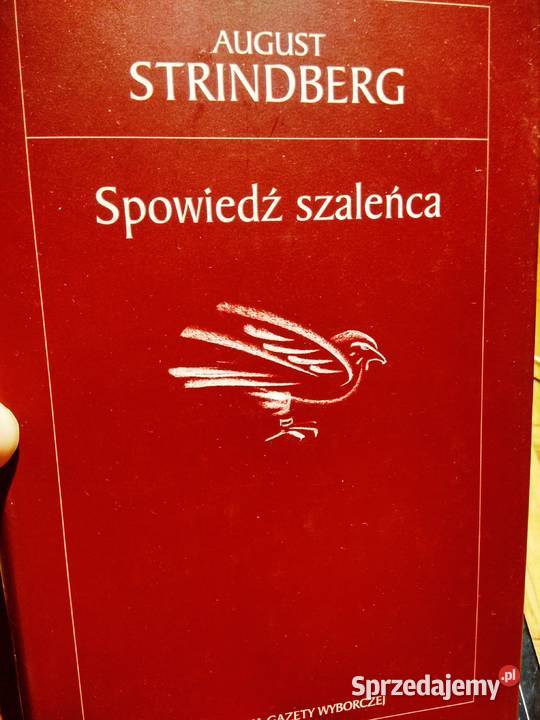 AUGUST
STRINDBERG
Spowiedź szaleńca
GAZETY WYBORCZEJ
Sprzedajemy.pl